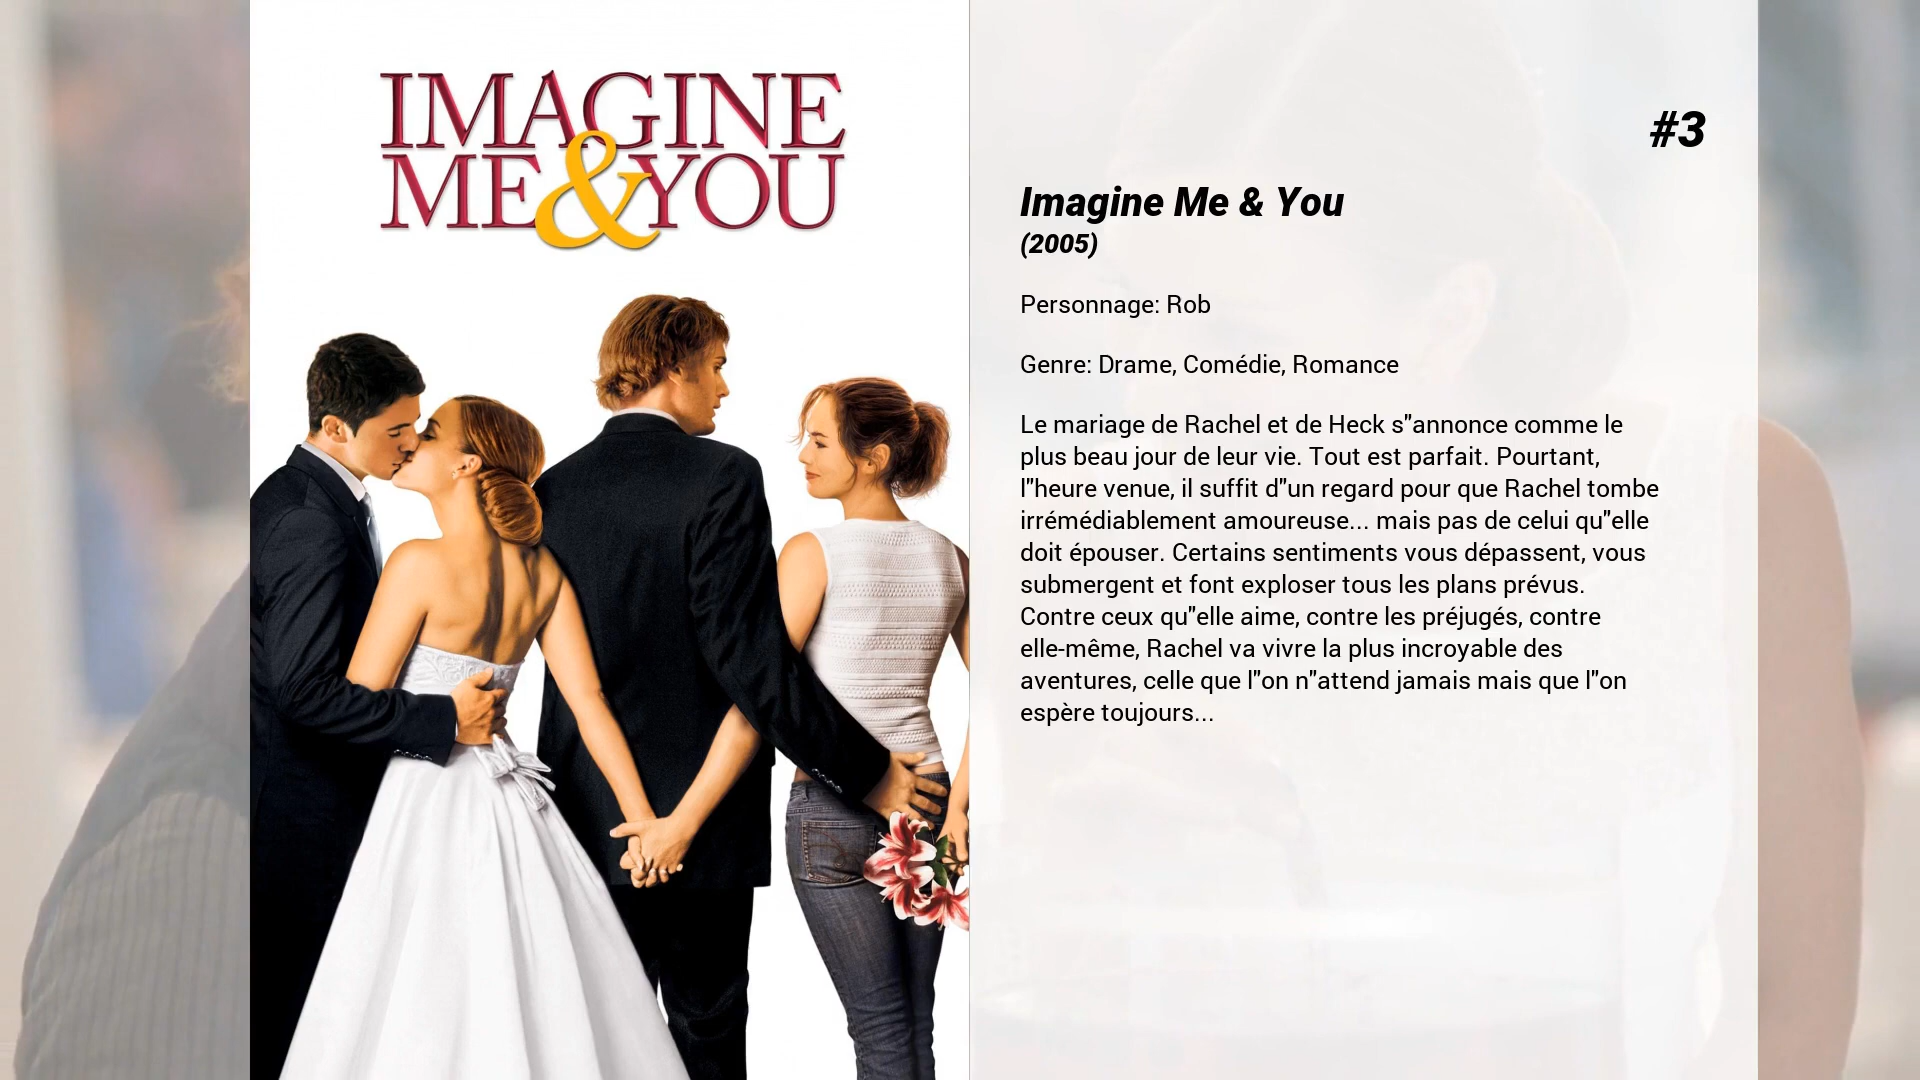 IMAGINE
ME & YOU
#3
Imagine Me & You
(2005)
Personnage: Rob
Genre: Drame, Comédie, Romance
Le mariage de Rachel et de Heck s"annonce comme le
plus beau jour de leur vie. Tout est parfait. Pourtant,
l"heure venue, il suffit d"un regard pour que Rachel tombe
irrémédiablement amoureuse... mais pas de celui qu"elle
doit épouser. Certains sentiments vous dépassent, vous
submergent et font exploser tous les plans prévus.
Contre ceux qu"elle aime, contre les préjugés, contre
elle-même, Rachel va vivre la plus incroyable des
aventures, celle que l"on n"attend jamais mais que l"on
espère toujours...